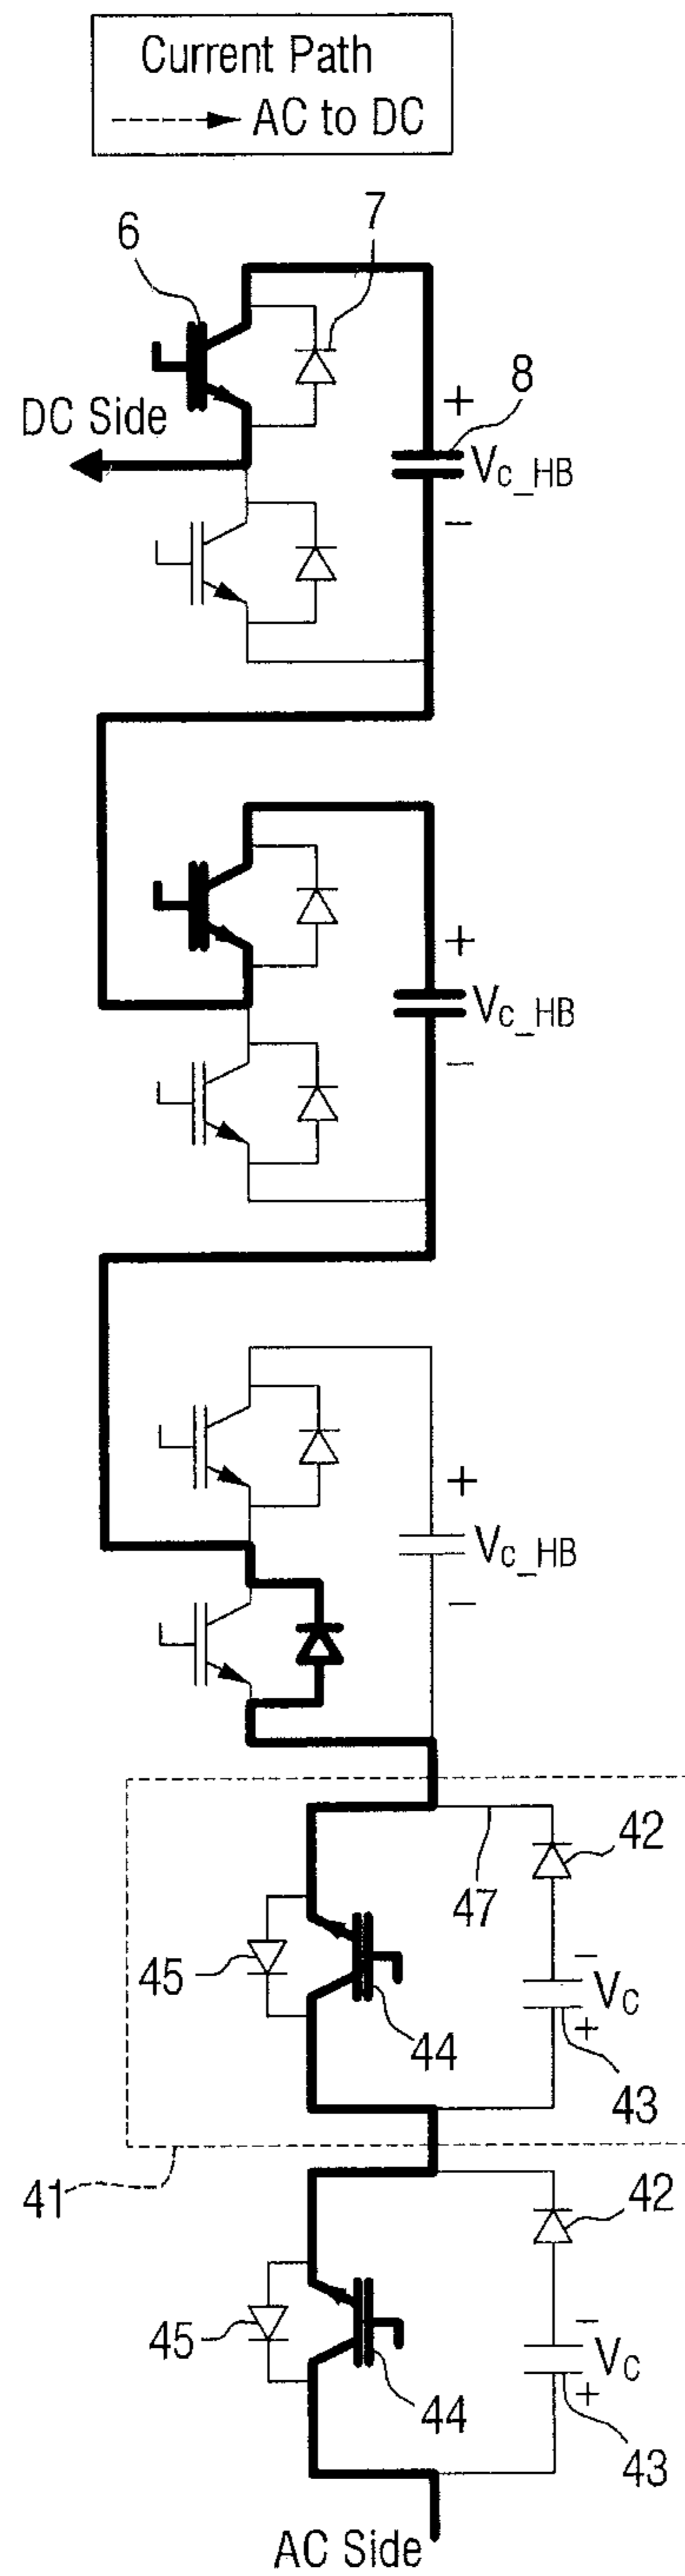 Current Path
AC to DC
6
7
DC Side
+
8
Vc_HB
−
+
Vc_HB
−
+
Vc_HB
−
42
47
−
45
Vc
+
44
43
41
42
−
45
Vc
+
44
43
AC Side